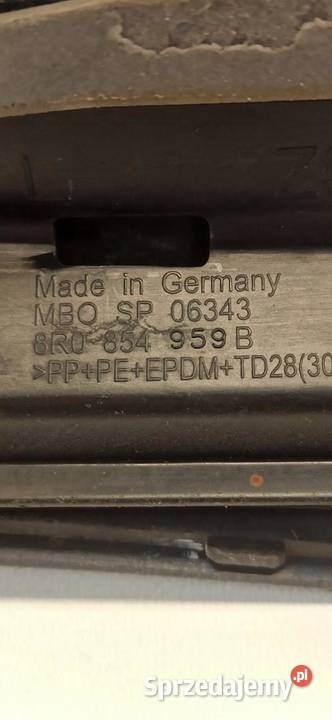 Made in Germany
MBO SP 06343
8R0 854 959 B
>PP+PE+EPDM+TD28(30
Sprzedajemy.pl